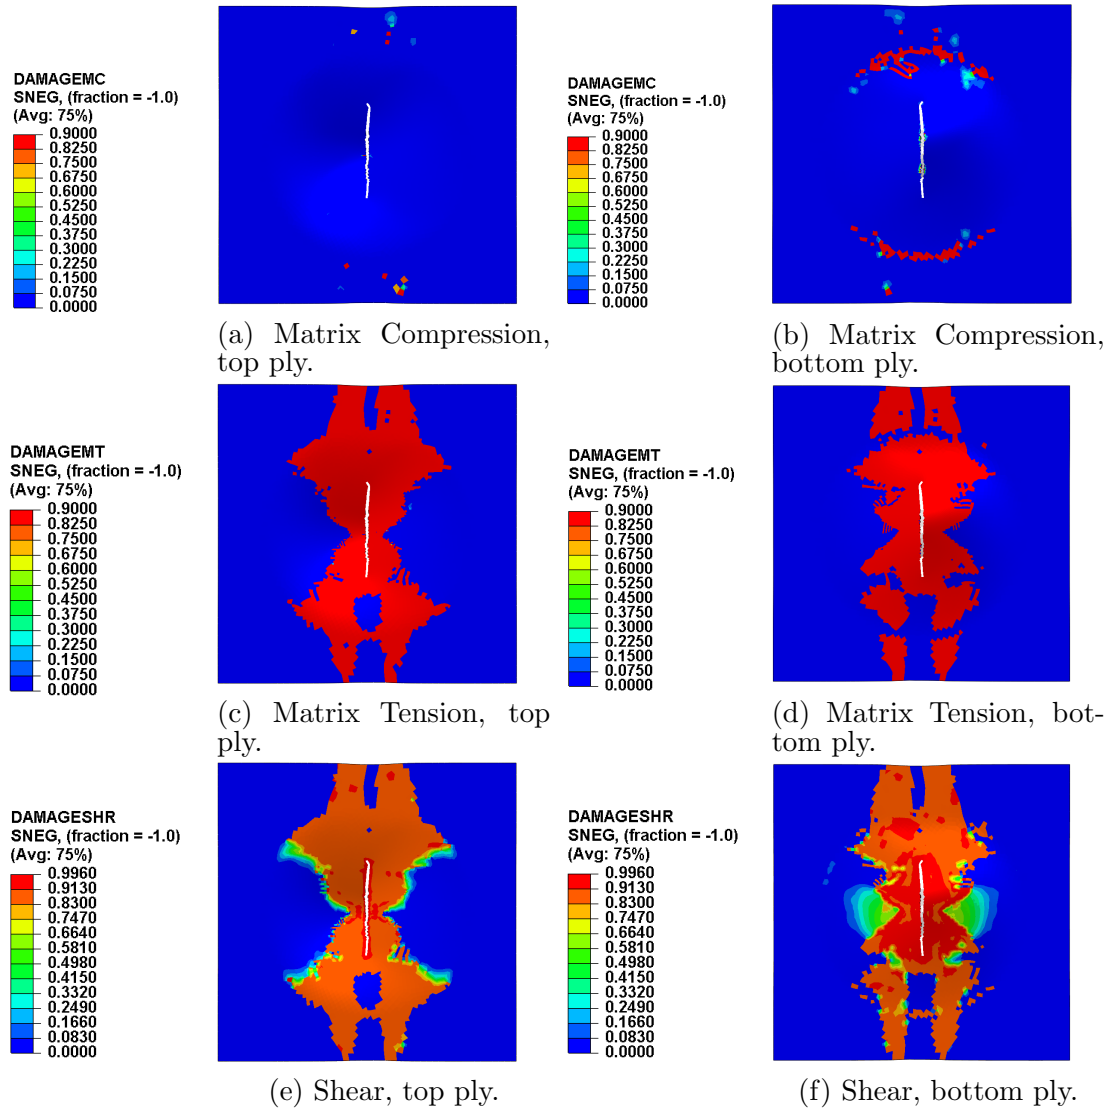 DAMAGEMC
SNEG, (fraction = -1.0)
(Avg: 75%)
0.9000
0.8250
0.7500
0.6750
0.6000
0.5250
0.4500
0.3750
0.3000
0.2250
0.1500
0.0750
0.0000
(a) Matrix Compression,
top ply.
DAMAGEMC
SNEG, (fraction = -1.0)
(Avg: 75%)
0.9000
0.8250
0.7500
0.6750
0.6000
0.5250
0.4500
0.3750
0.3000
0.2250
0.1500
0.0750
0.0000
(b) Matrix Compression,
bottom ply.
DAMAGEMT
SNEG, (fraction = -1.0)
(Avg: 75%)
0.9000
0.8250
0.7500
0.6750
0.6000
0.5250
0.4500
0.3750
0.3000
0.2250
0.1500
0.0750
0.0000
(c) Matrix Tension, top
ply.
DAMAGEMT
SNEG, (fraction = -1.0)
(Avg: 75%)
0.9000
0.8250
0.7500
0.6750
0.6000
0.5250
0.4500
0.3750
0.3000
0.2250
0.1500
0.0750
0.0000
(d) Matrix Tension, bot-
tom ply.
DAMAGESHR
SNEG, (fraction = -1.0)
(Avg: 75%)
0.9960
0.9130
0.8300
0.7470
0.6640
0.5810
0.4980
0.4150
0.3320
0.2490
0.1660
0.0830
0.0000
(e) Shear, top ply.
DAMAGESHR
SNEG, (fraction = -1.0)
(Avg: 75%)
0.9960
0.9130
0.8300
0.7470
0.6640
0.5810
0.4980
0.4150
0.3320
0.2490
0.1660
0.0830
0.0000
(f) Shear, bottom ply.